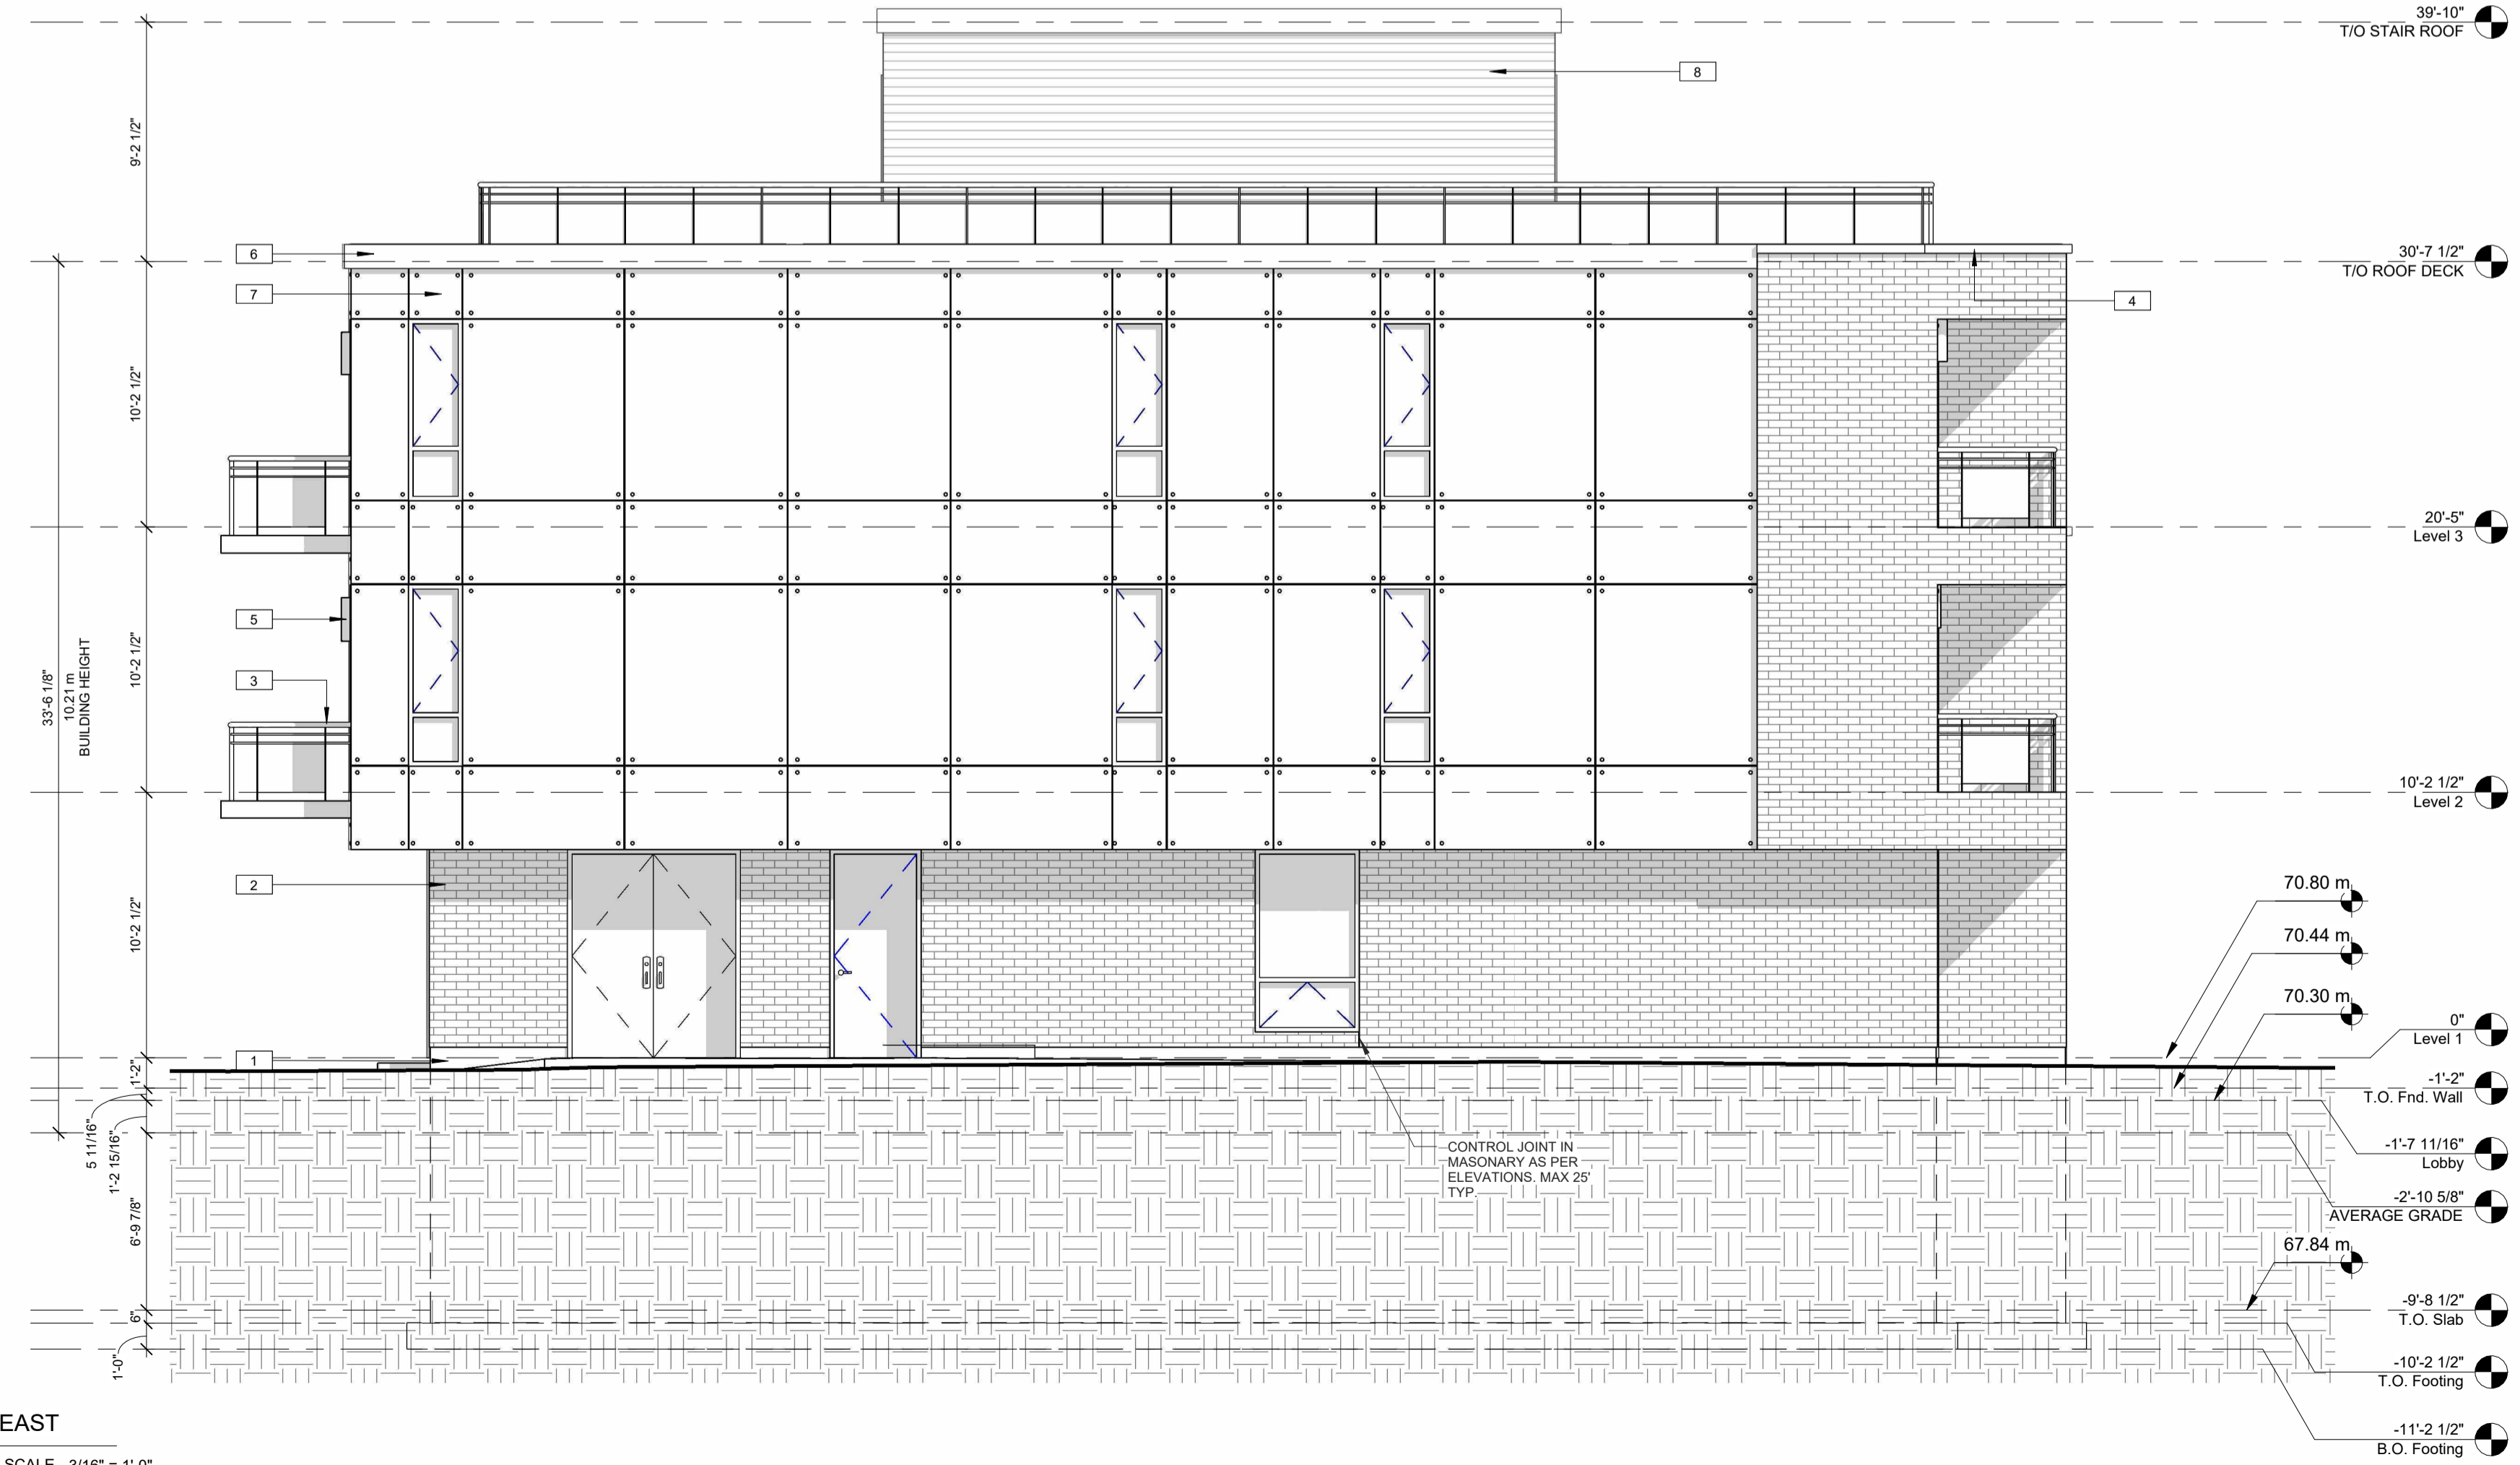 39'-10"
T/O STAIR ROOF
8
9'-2 1/2"
6
30'-7 1/2"
T/O ROOF DECK
7
4
10'-2 1/2"
20'-5"
Level 3
5
10'-2 1/2"
33'-6 1/8"
10.21 m
BUILDING HEIGHT
3
10'-2 1/2"
Level 2
2
10'-2 1/2"
70.80 m
70.44 m
70.30 m
0"
Level 1
1
1'-2"
-1'-2"
T.O. Fnd. Wall
5 11/16"
1'-2 15/16"
CONTROL JOINT IN
MASONARY AS PER
ELEVATIONS. MAX 25'
TYP.
-1'-7 11/16"
Lobby
-2'-10 5/8"
AVERAGE GRADE
6'-9 7/8"
67.84 m
-9'-8 1/2"
T.O. Slab
6"
1'-0"
-10'-2 1/2"
T.O. Footing
-11'-2 1/2"
B.O. Footing
EAST
SCALE 3/16" = 1'-0"